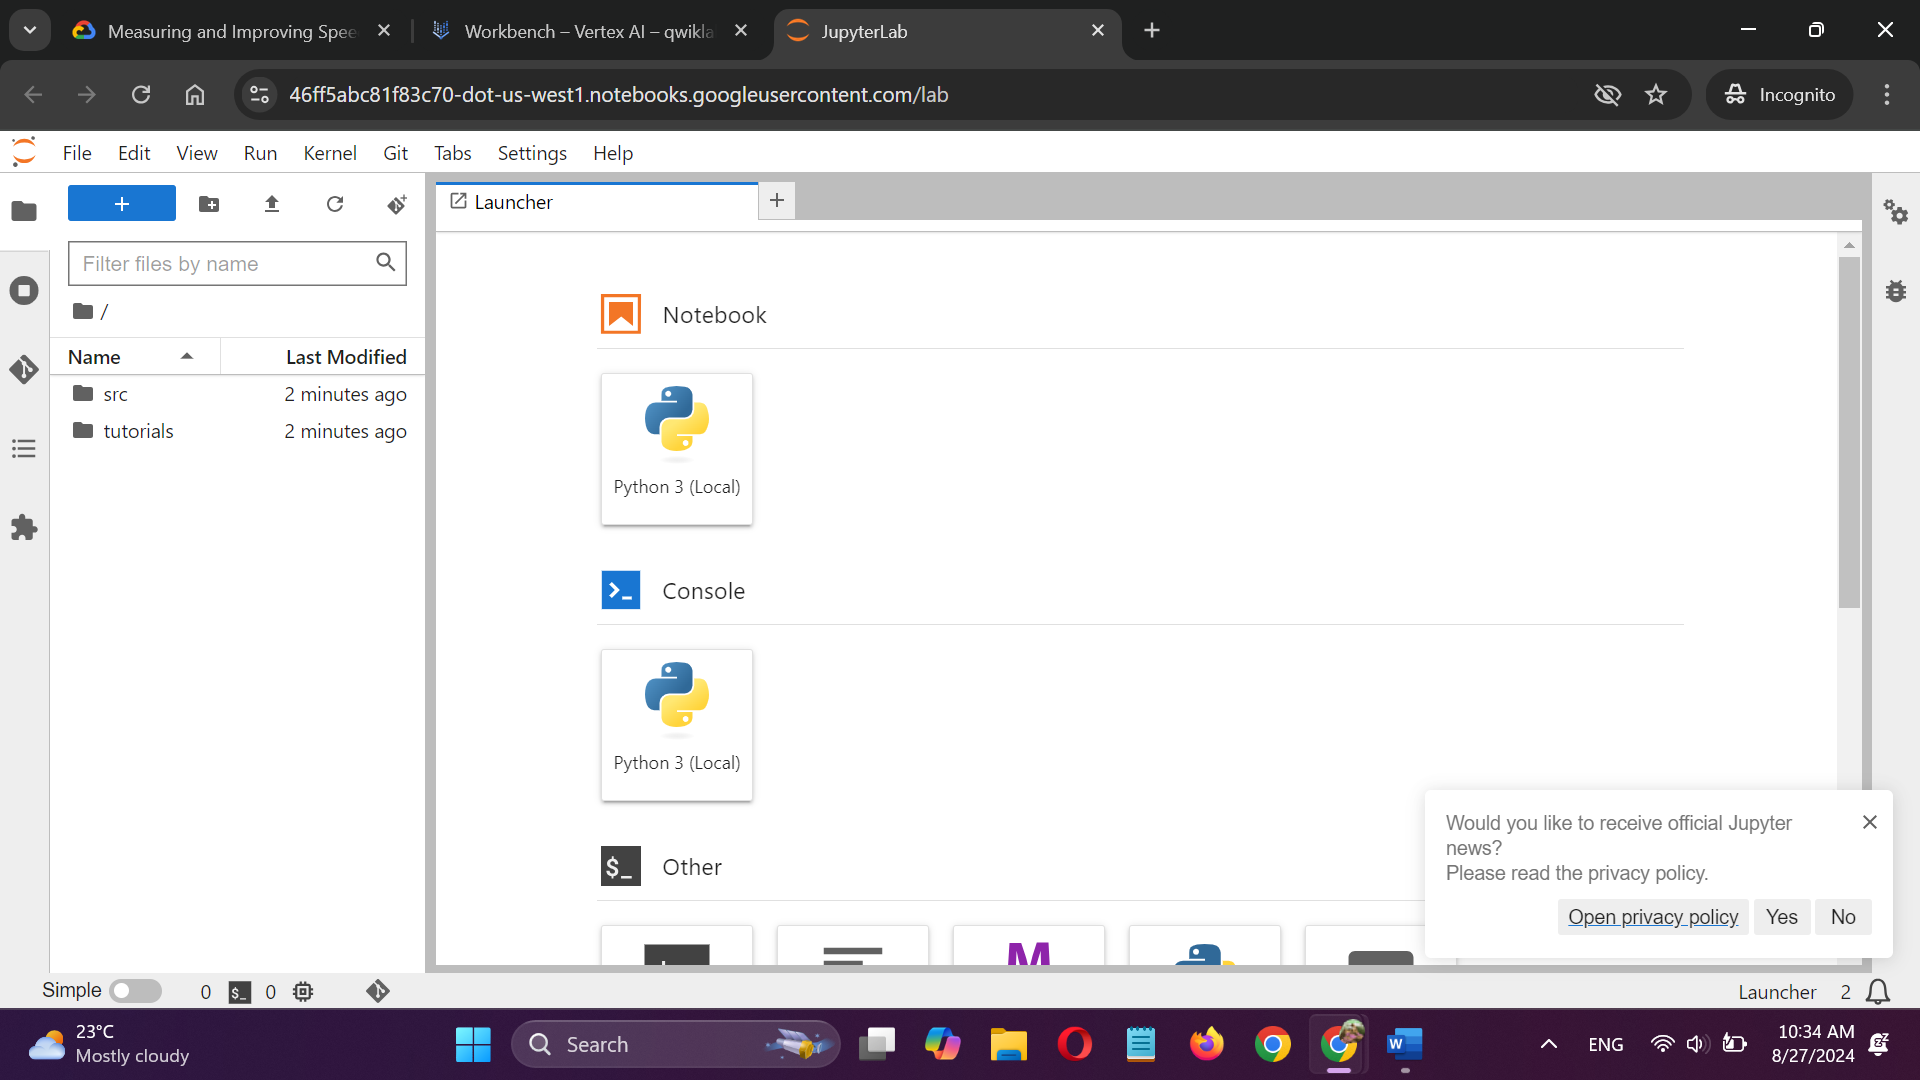 Measuring and Improving Spee
Workbench – Vertex AI – qwikla
JupyterLab
46ff5abc81f83c70-dot-us-west1.notebooks.googleusercontent.com/lab
Incognito
File Edit View Run Kernel Git Tabs Settings Help
Launcher
Filter files by name
/
Name Last Modified
src 2 minutes ago
tutorials 2 minutes ago
Notebook
Python 3 (Local)
Console
Python 3 (Local)
$_ Other
M
Would you like to receive official Jupyter
news?
Please read the privacy policy.
Open privacy policy Yes No
Simple 0 $_ 0 Launcher 2
23°C
Mostly cloudy
Search
W
ENG
10:34 AM
8/27/2024